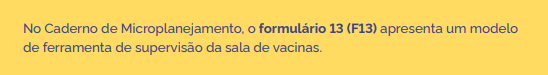 No Caderno de Microplanejamento, o formulário 13 (F13) apresenta um modelo
de ferramenta de supervisão da sala de vacinas.